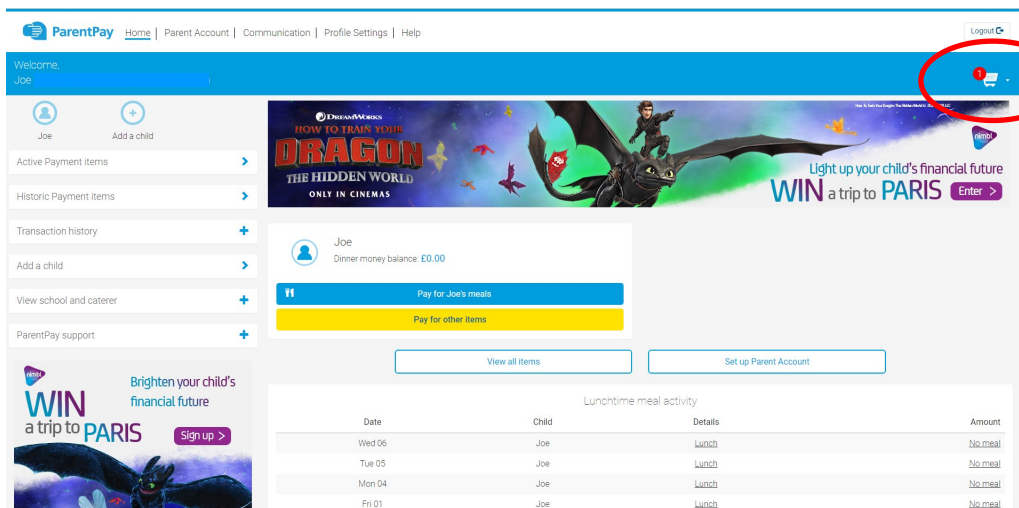 ParentPay Home | Parent Account | Communication | Profile Settings | Help
Logout
Welcome,
Joe
1
Joe
Add a child
Active Payment items
Historic Payment items
Transaction history
Add a child
View school and caterer
ParentPay support
nimbl
Brighten your child's
financial future
WIN
a trip to PARIS
Sign up >
DREAMWORKS
HOW TO TRAIN YOUR
DRAGON
THE HIDDEN WORLD
ONLY IN CINEMAS
nimbl
Light up your child's financial future
WIN a trip to PARIS Enter >
Joe
Dinner money balance: £0.00
Pay for Joe's meals
Pay for other items
View all items
Set up Parent Account
Lunchtime meal activity
Date Child Details Amount
Wed 06 Joe Lunch No meal
Tue 05 Joe Lunch No meal
Mon 04 Joe Lunch No meal
Fri 01 Joe Lunch No meal